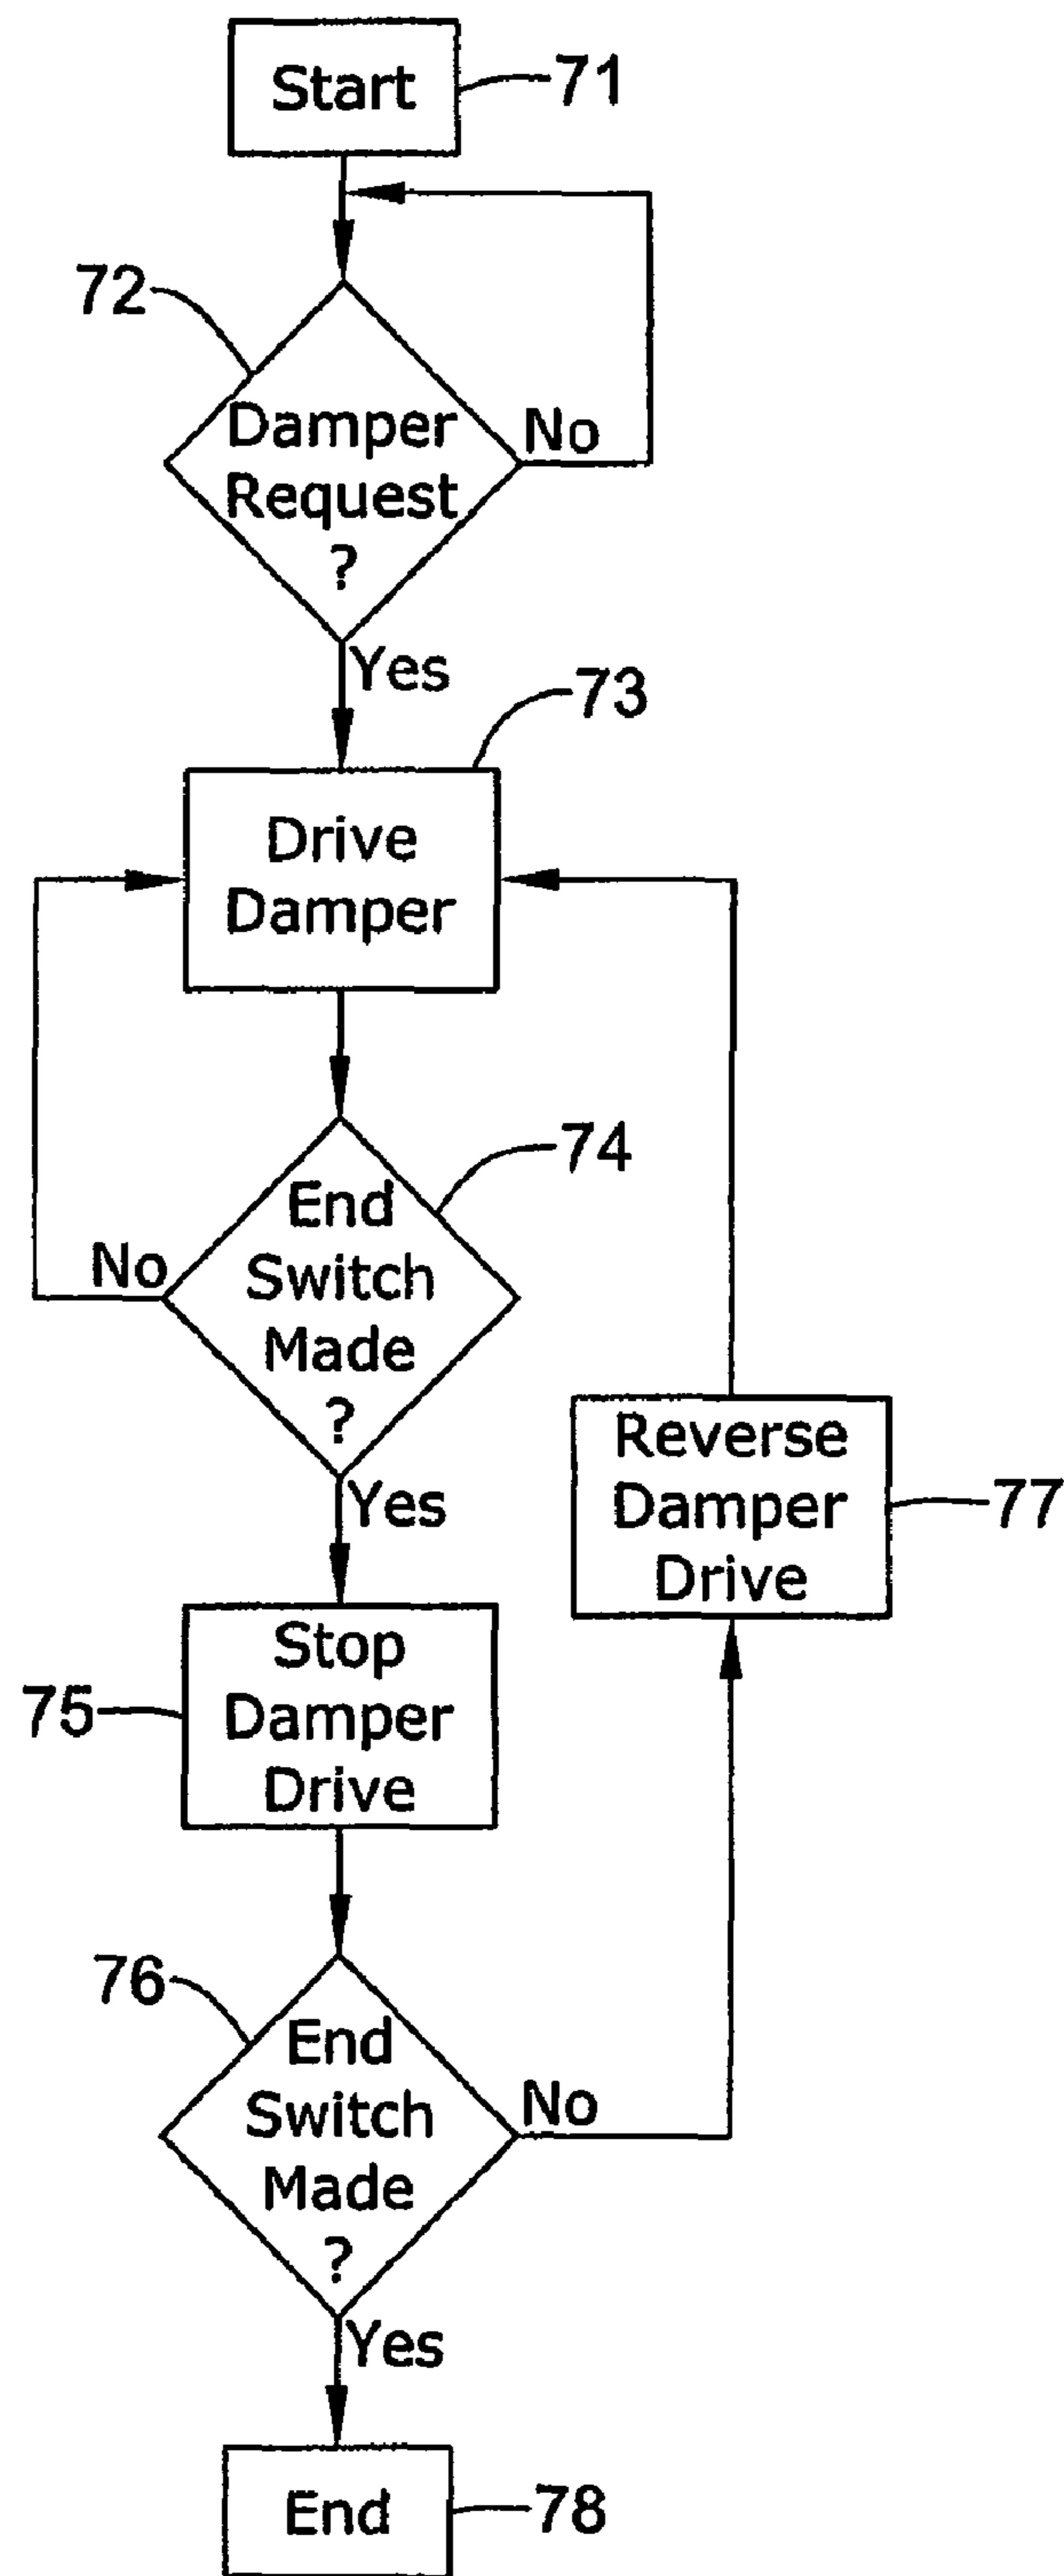 Start
71
72
Damper
Request
?
No
Yes
73
Drive
Damper
74
End
Switch
Made
?
No
Yes
Reverse
Damper
Drive
77
Stop
Damper
Drive
75
76
End
Switch
Made
?
No
Yes
End
78